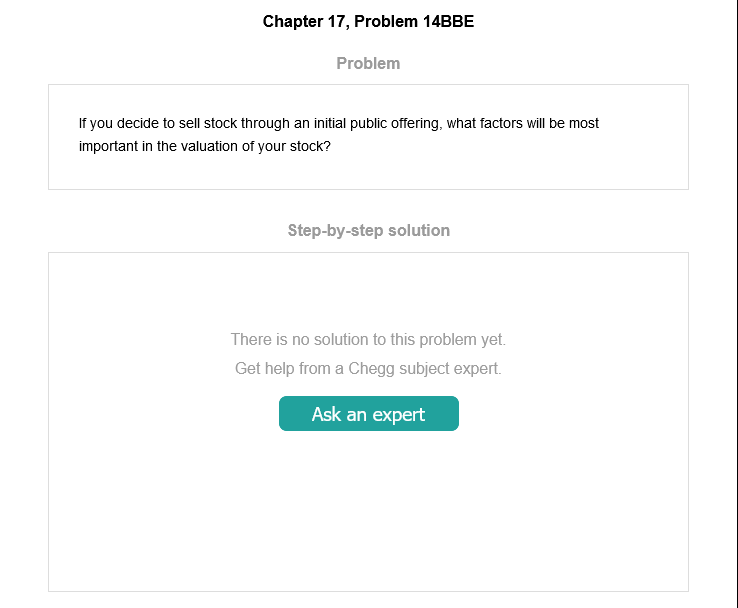 Chapter 17, Problem 14BBE
Problem
If you decide to sell stock through an initial public offering, what factors will be most
important in the valuation of your stock?
Step-by-step solution
There is no solution to this problem yet.
Get help from a Chegg subject expert.
Ask an expert